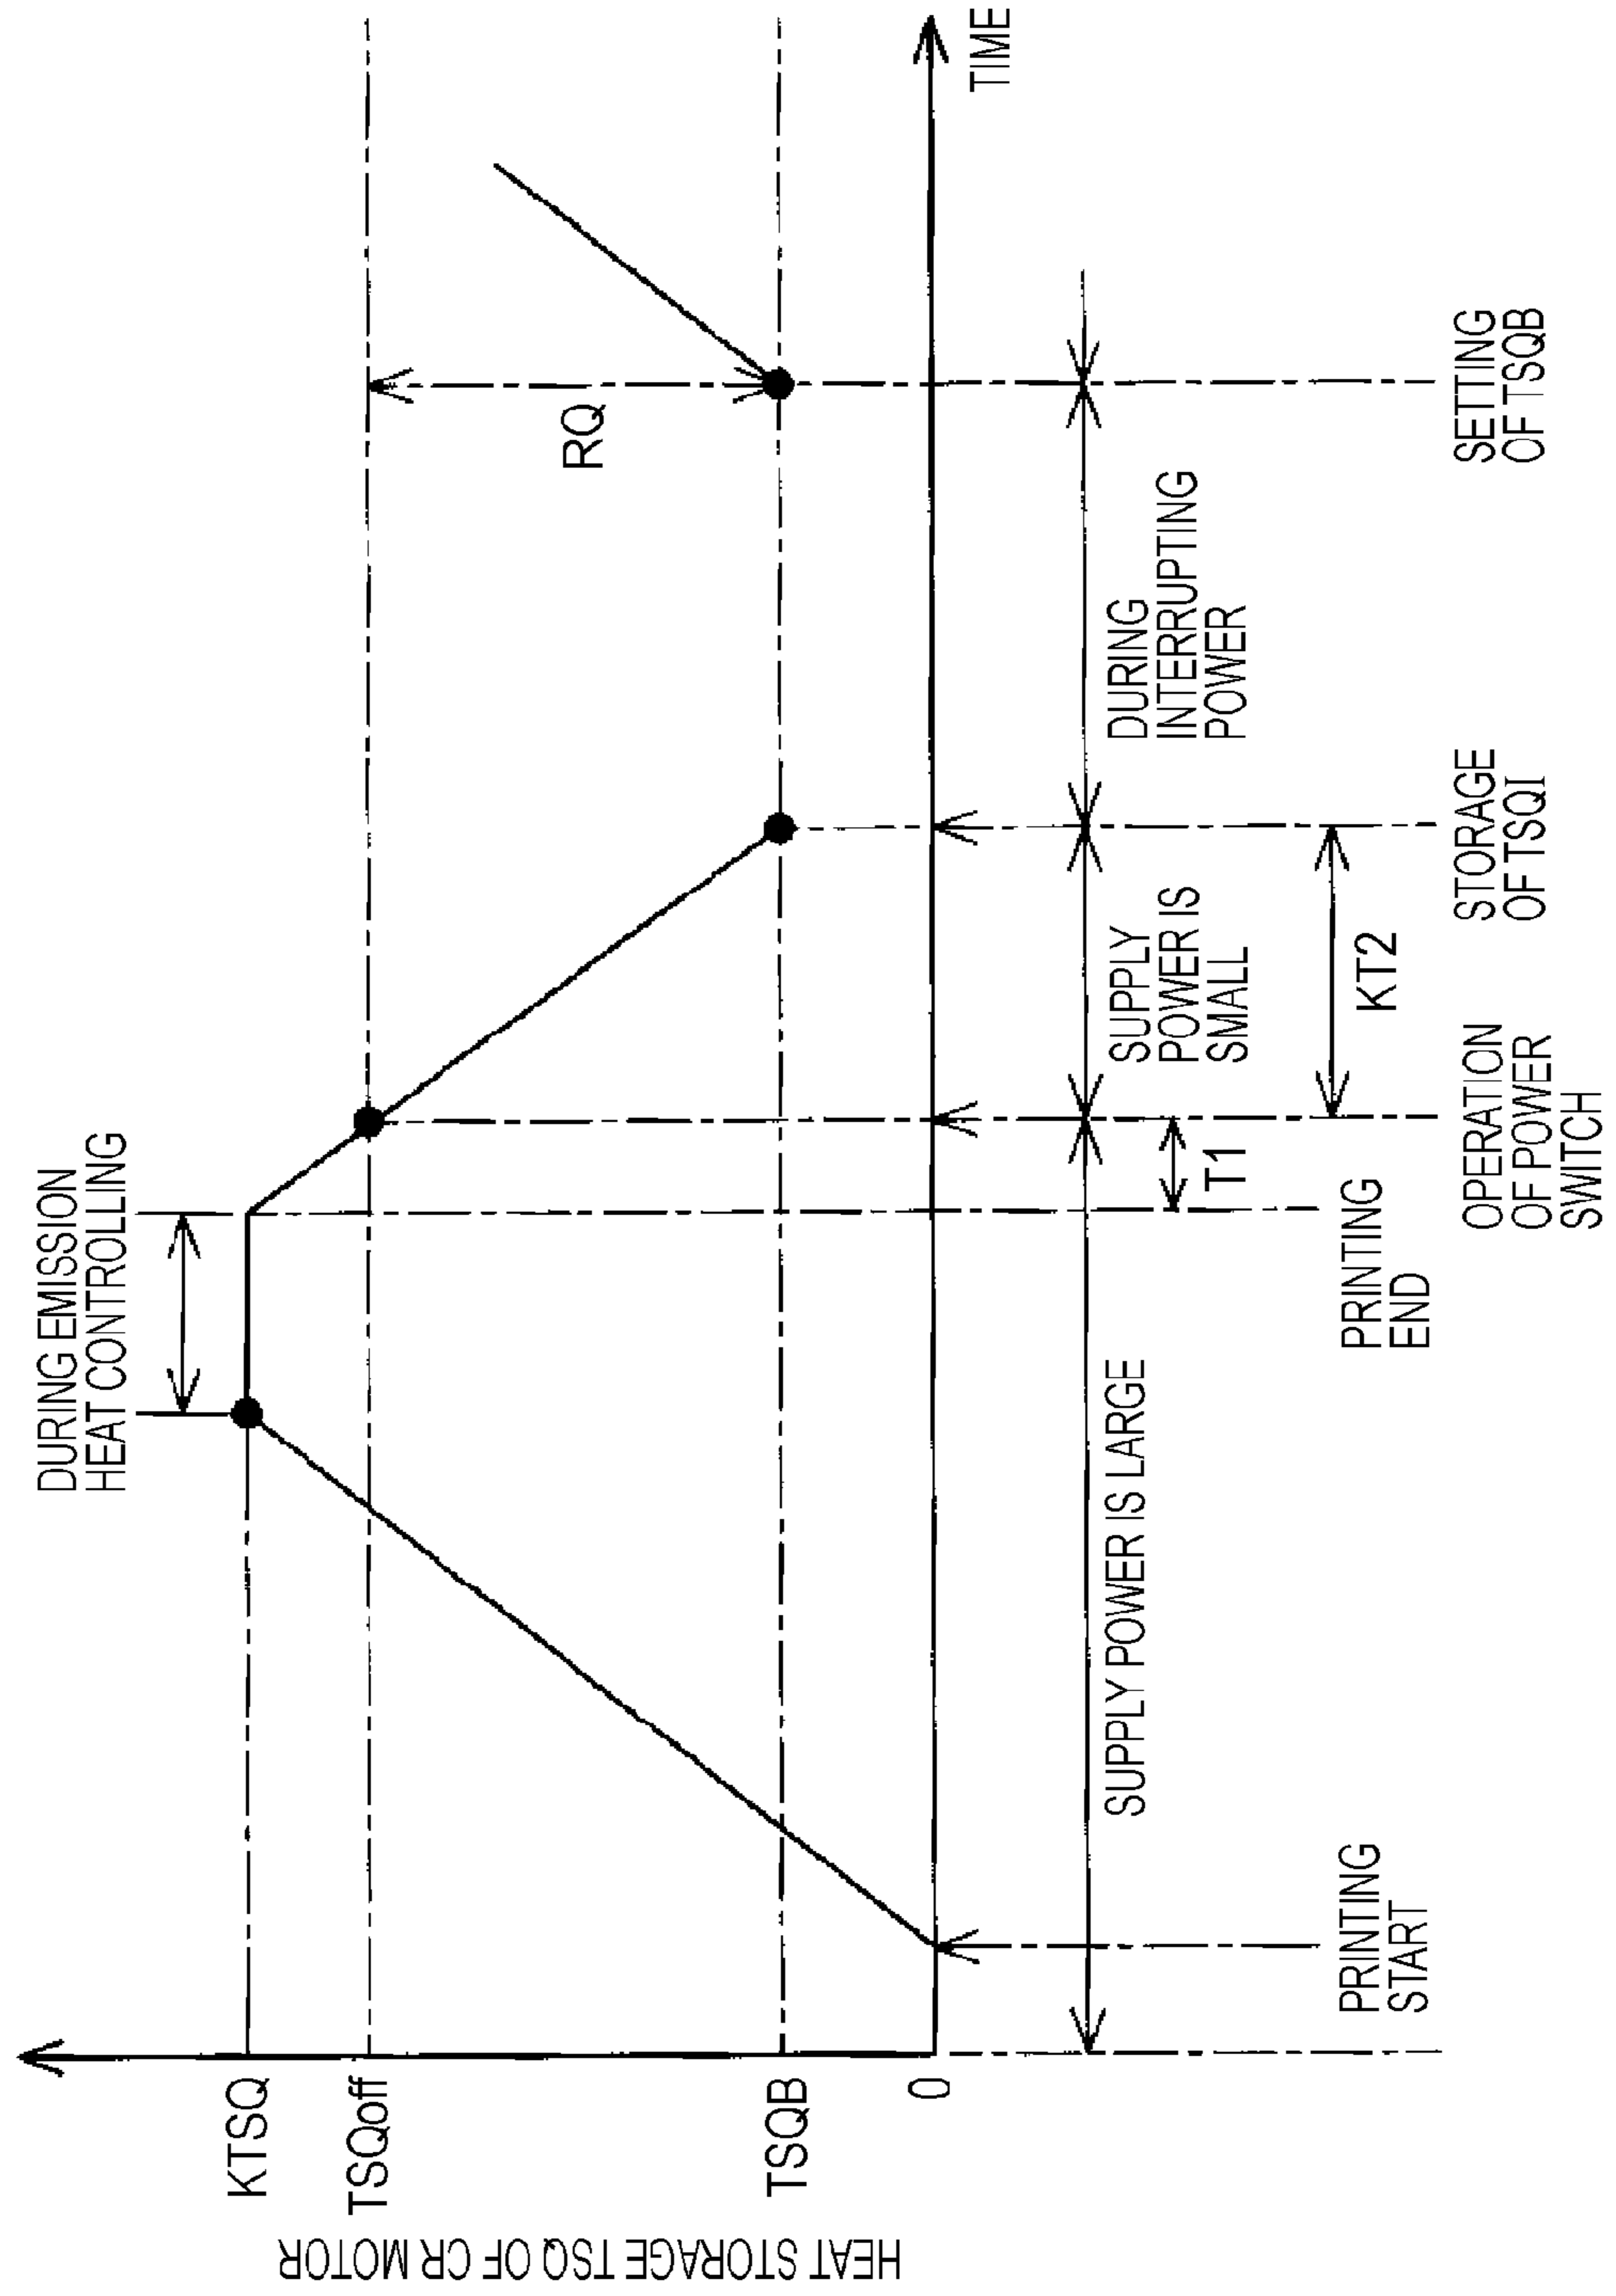 DURING EMISSION
HEAT CONTROLLING
KTSQ
TSQoff
TSQB
0
HEAT STORAGE TSQ OF CR MOTOR
RQ
TIME
SUPPLY POWER IS LARGE
SUPPLY
POWER IS
SMALL
DURING
INTERRUPTING
POWER
T1
KT2
PRINTING
START
PRINTING
END
OPERATION
OF POWER
SWITCH
STORAGE
OF TSQI
SETTING
OF TSQB